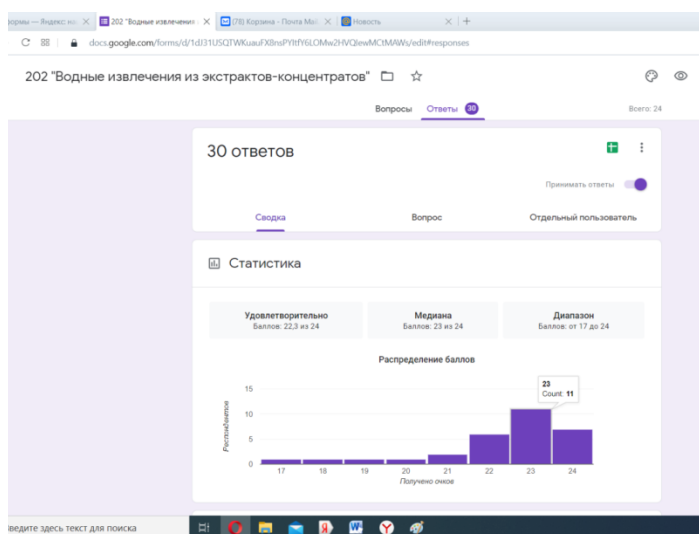 ормы — Яндекс: на 202 "Водные извлечения (78) Корзина - Почта Mail Новость
docs.google.com/forms/d/1dJ31USQTWKuauFX8nsPYItfY6LOMw2HVQIewMCtMAWs/edit#responses
202 "Водные извлечения из экстрактов-концентратов"
Вопросы Ответы 30 Всего: 24
30 ответов
Принимать ответы
Сводка Вопрос Отдельный пользователь
Статистика
Удовлетворительно Медиана Диапазон
Баллов: 22,3 из 24 Баллов: 23 из 24 Баллов: от 17 до 24
Распределение баллов
23
Count: 11
15
10
5
0
Респондентов
17 18 19 20 21 22 23 24
Получено очков
Введите здесь текст для поиска